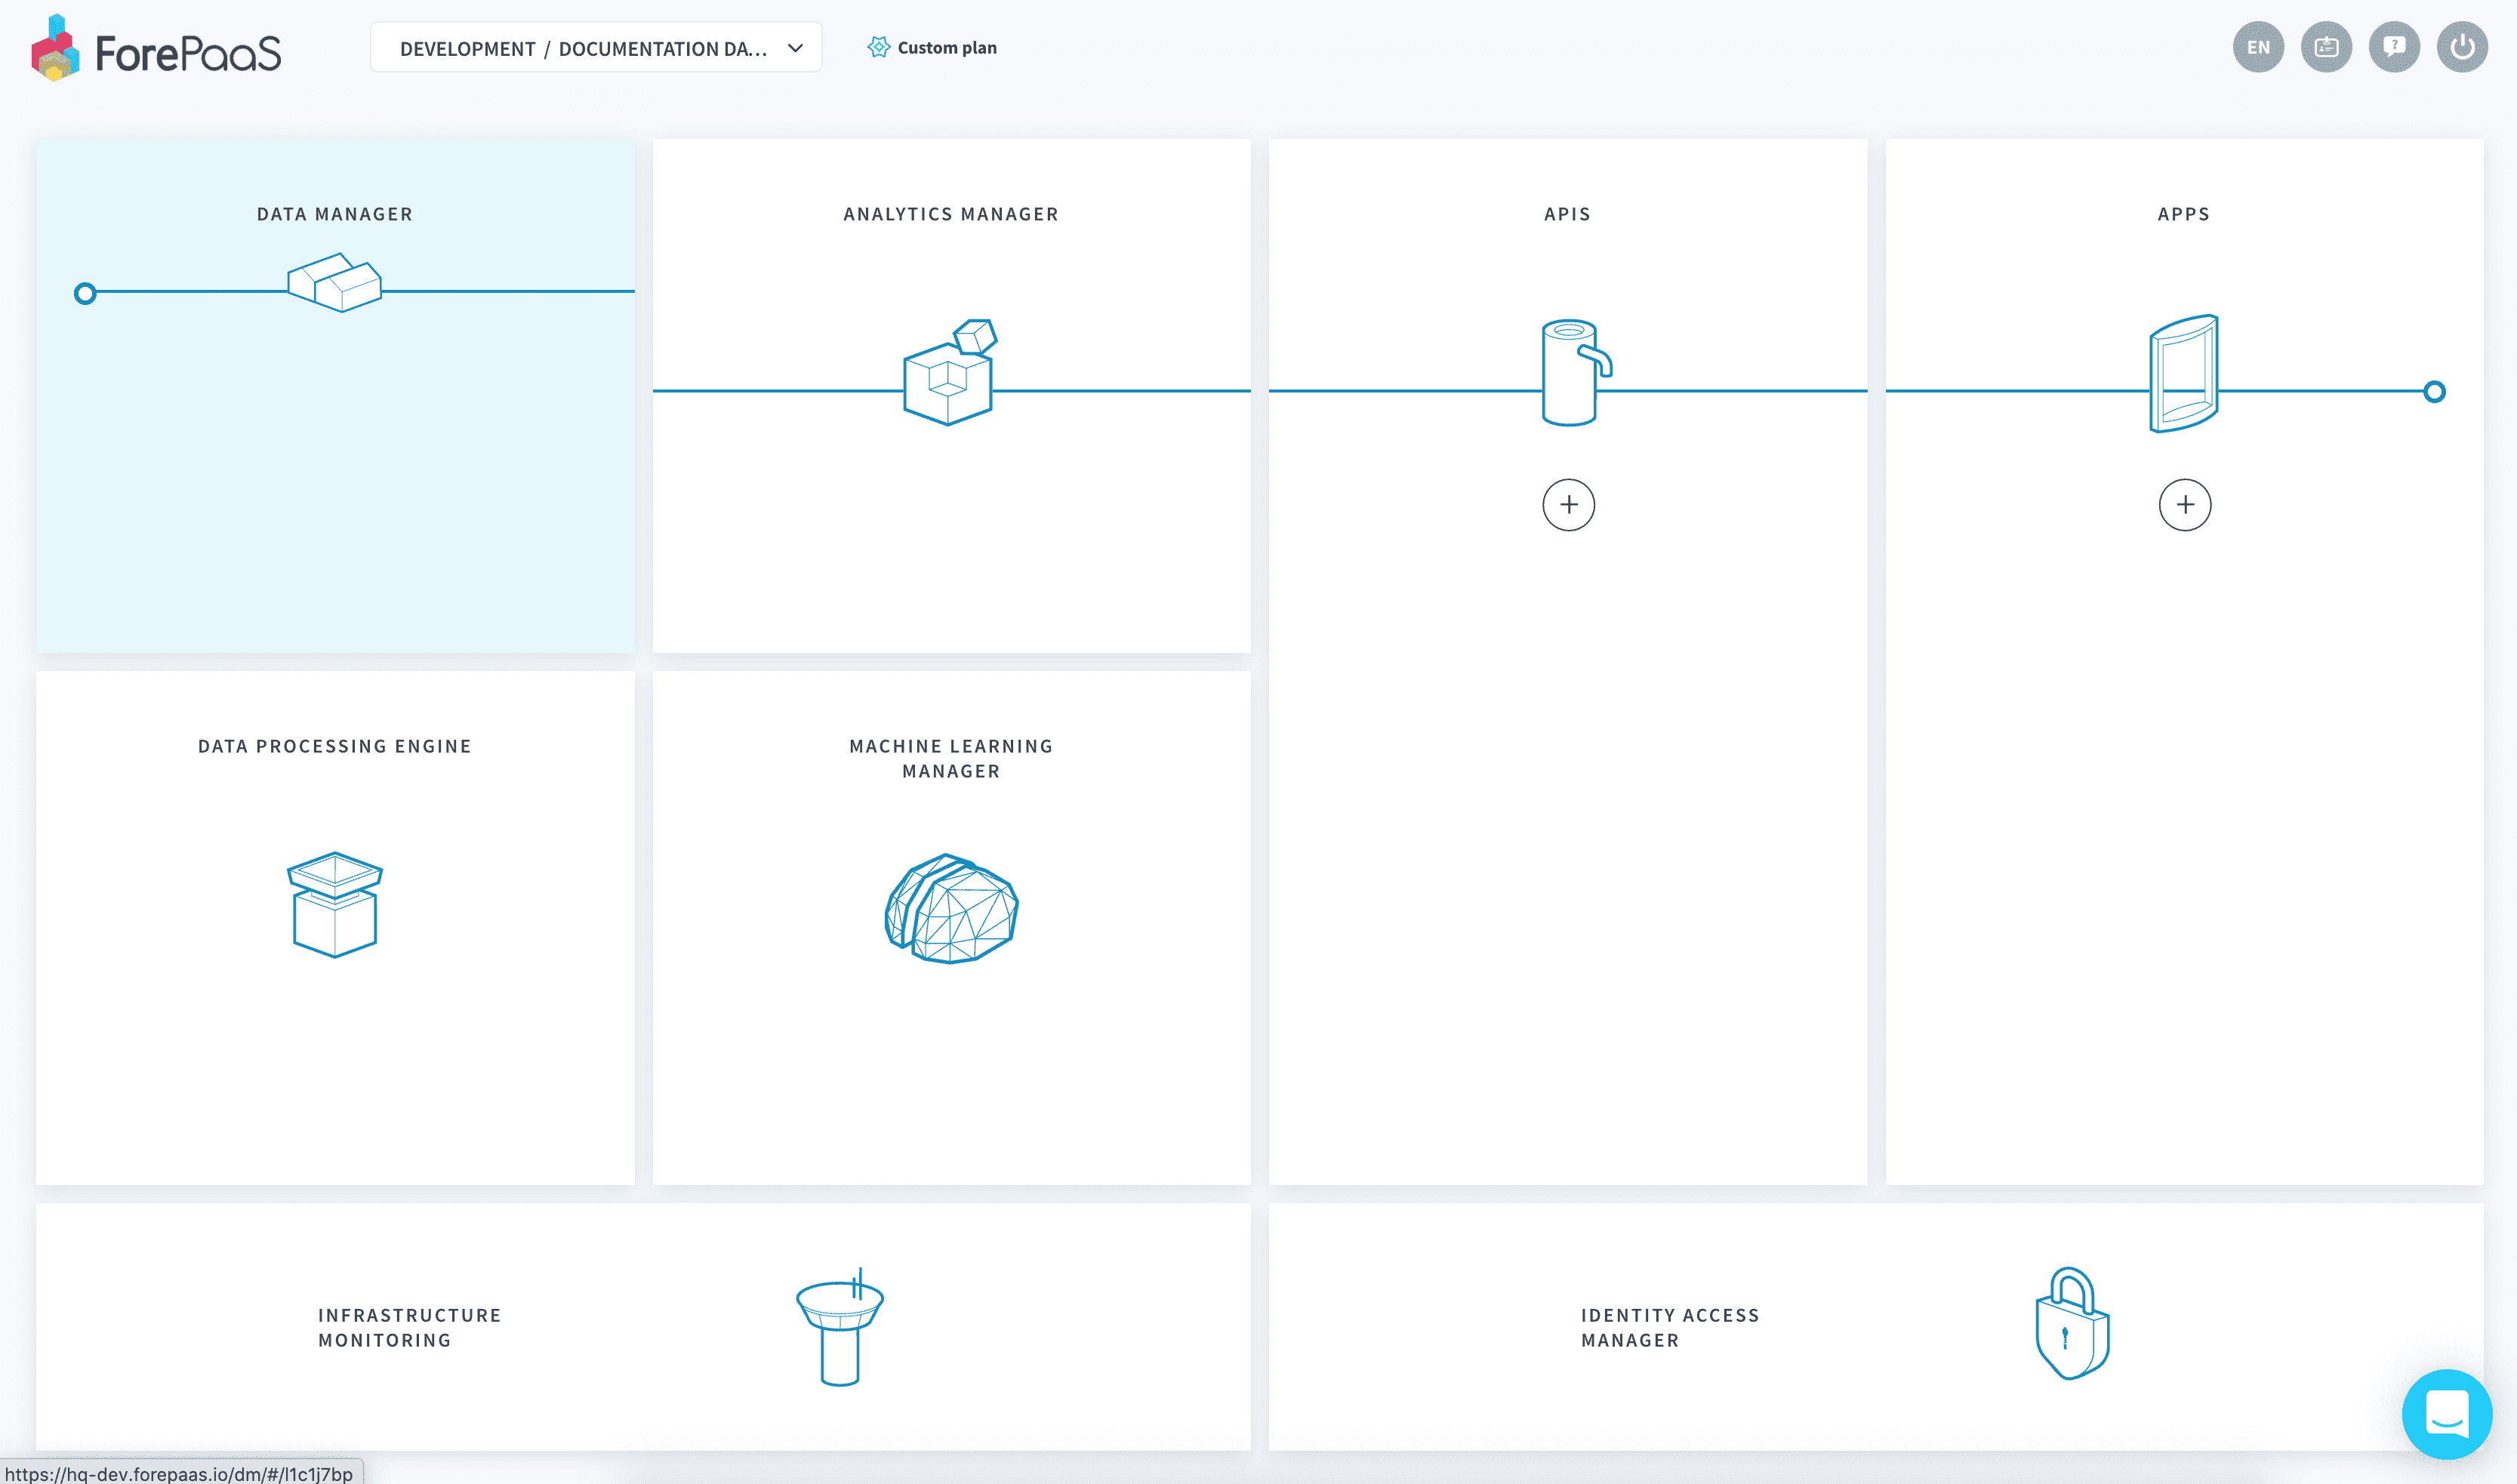 ForePaaS
DEVELOPMENT / DOCUMENTATION DA...
Custom plan
EN
DATA MANAGER
ANALYTICS MANAGER
APIS
APPS
DATA PROCESSING ENGINE
MACHINE LEARNING
MANAGER
INFRASTRUCTURE
MONITORING
IDENTITY ACCESS
MANAGER
https://hq-dev.forepaas.io/dm/#/l1c1j7bp